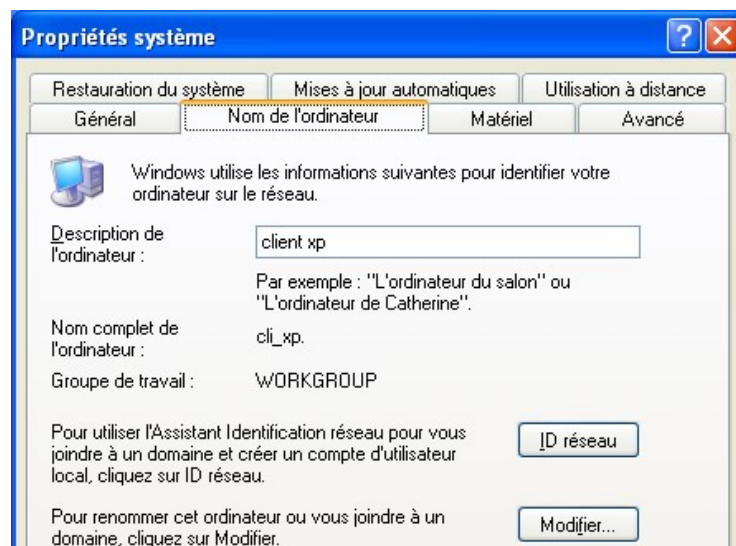 Propriétés système
Restauration du système Mises à jour automatiques Utilisation à distance
Général Nom de l'ordinateur Matériel Avancé
Windows utilise les informations suivantes pour identifier votre
ordinateur sur le réseau.
Description de
l'ordinateur :
client xp
Par exemple : "L'ordinateur du salon" ou
"L'ordinateur de Catherine".
Nom complet de
l'ordinateur :
cli_xp.
Groupe de travail : WORKGROUP
Pour utiliser l'Assistant Identification réseau pour vous
joindre à un domaine et créer un compte d'utilisateur
local, cliquez sur ID réseau.
ID réseau
Pour renommer cet ordinateur ou vous joindre à un
domaine, cliquez sur Modifier.
Modifier...